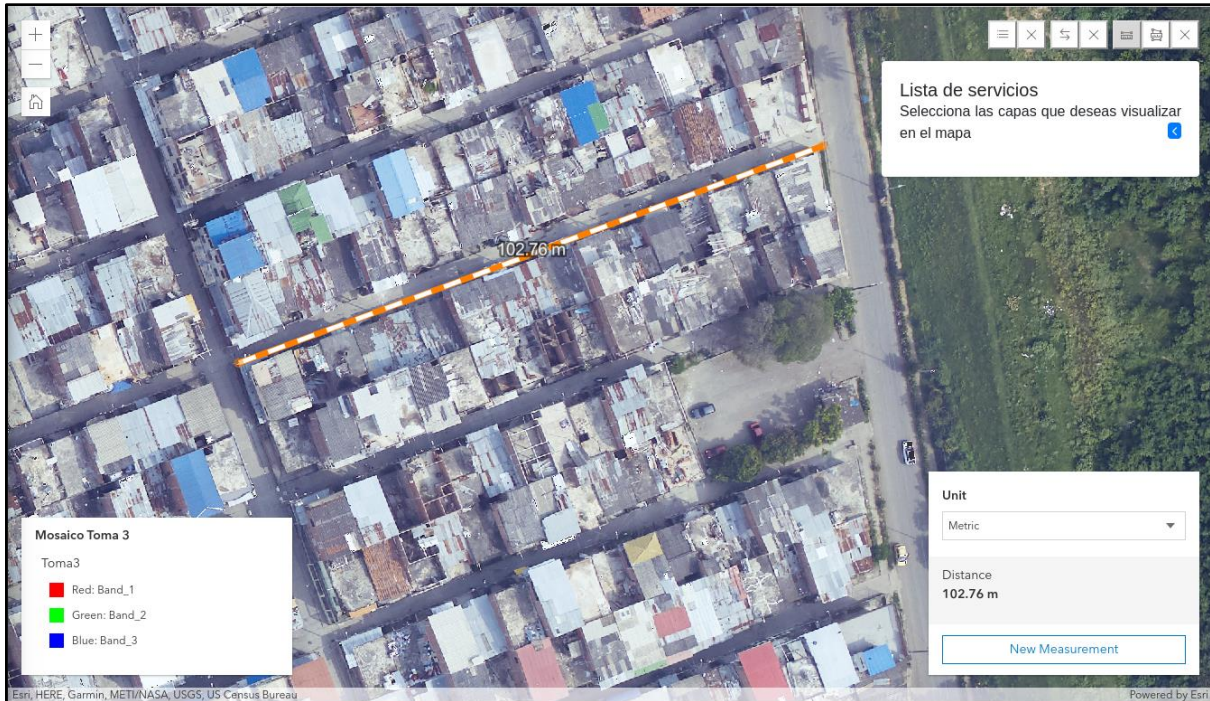 Lista de servicios
Selecciona las capas que deseas visualizar
en el mapa
102.76 m
Mosaico Toma 3
Toma3
Red: Band_1
Green: Band_2
Blue: Band_3
Unit
Metric
Distance
102.76 m
New Measurement
Esri, HERE, Garmin, METI/NASA, USGS, US Census Bureau
Powered by Esri